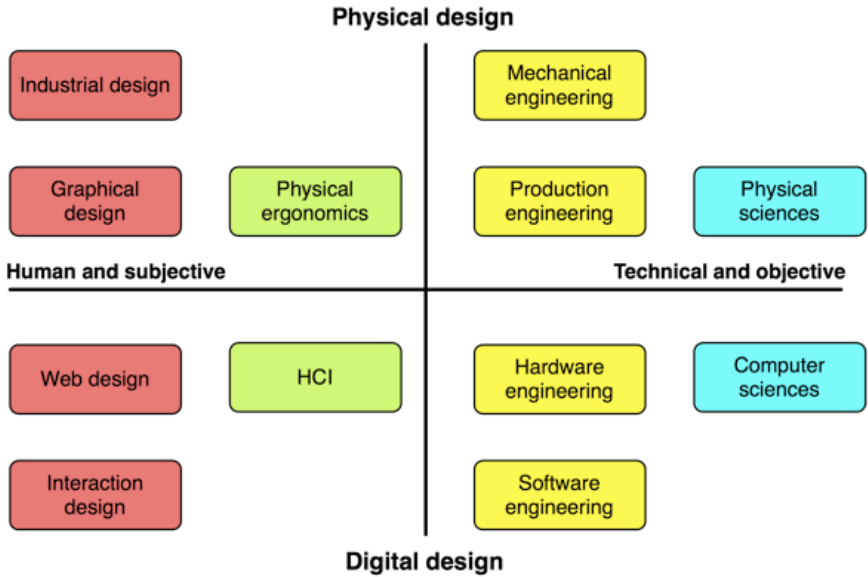 Physical design
Industrial design
Mechanical
engineering
Graphical
design
Physical
ergonomics
Production
engineering
Physical
sciences
Human and subjective
Technical and objective
Web design
HCI
Hardware
engineering
Computer
sciences
Interaction
design
Software
engineering
Digital design